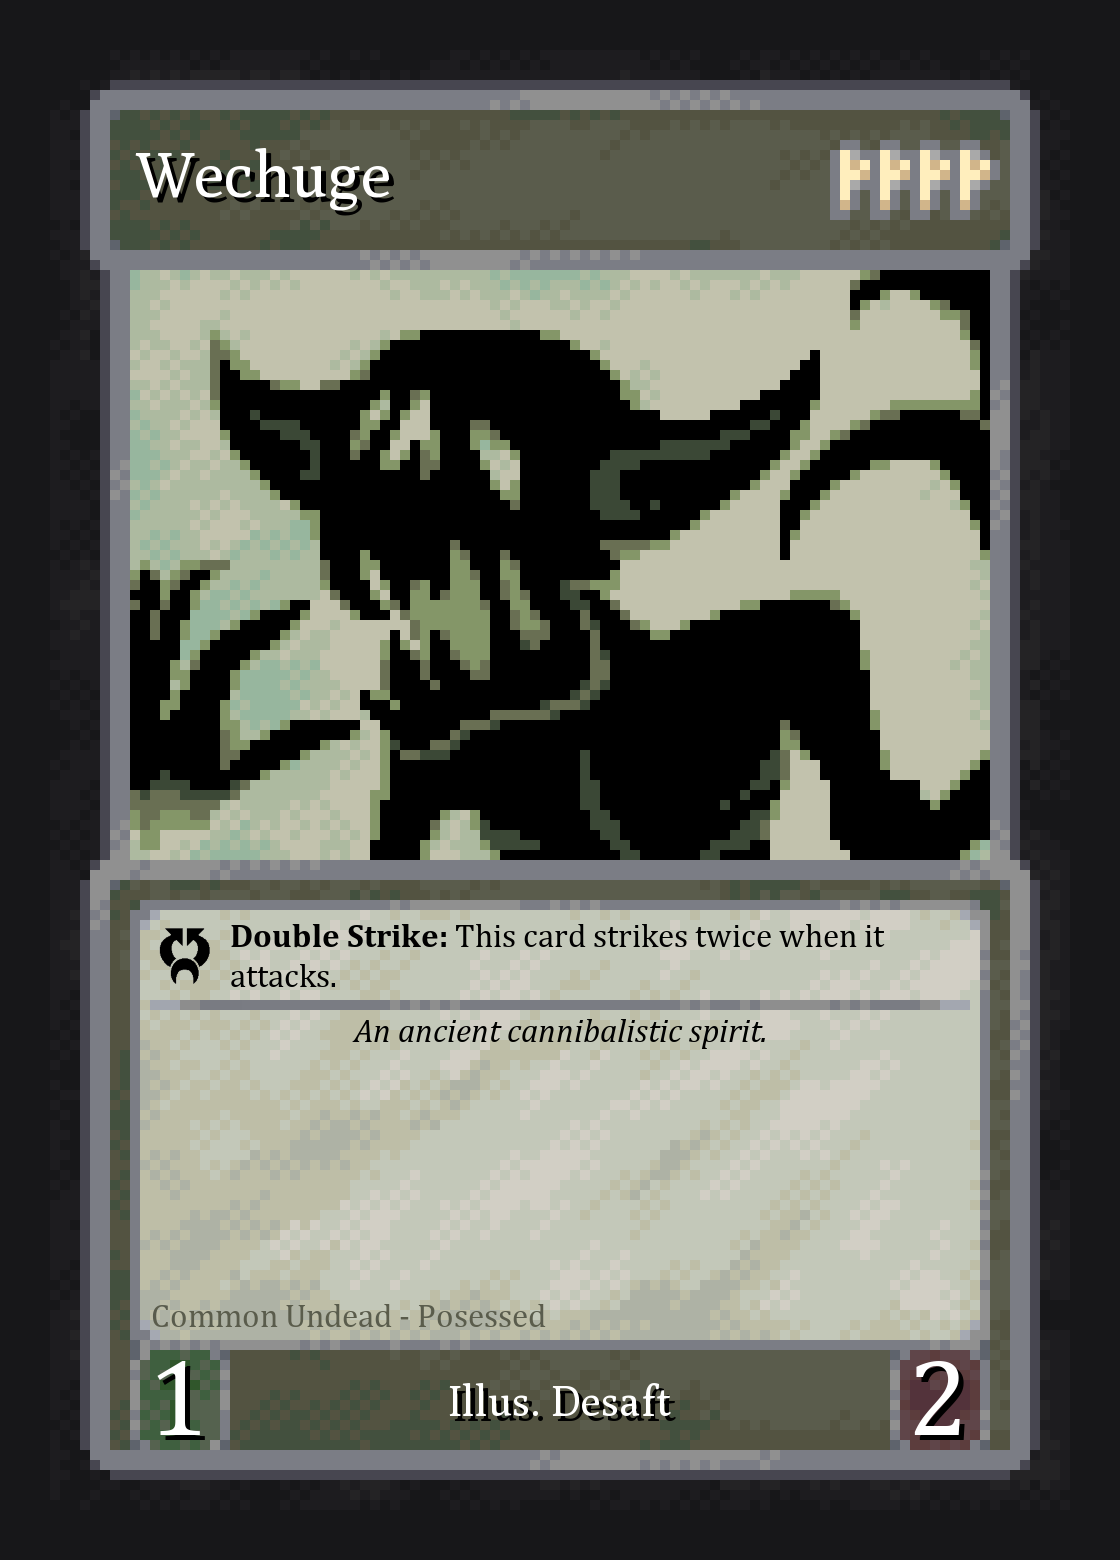 Wechuge
Double Strike: This card strikes twice when it
attacks.
An ancient cannibalistic spirit.
Common Undead - Posessed
1
Illus. Desaft
2